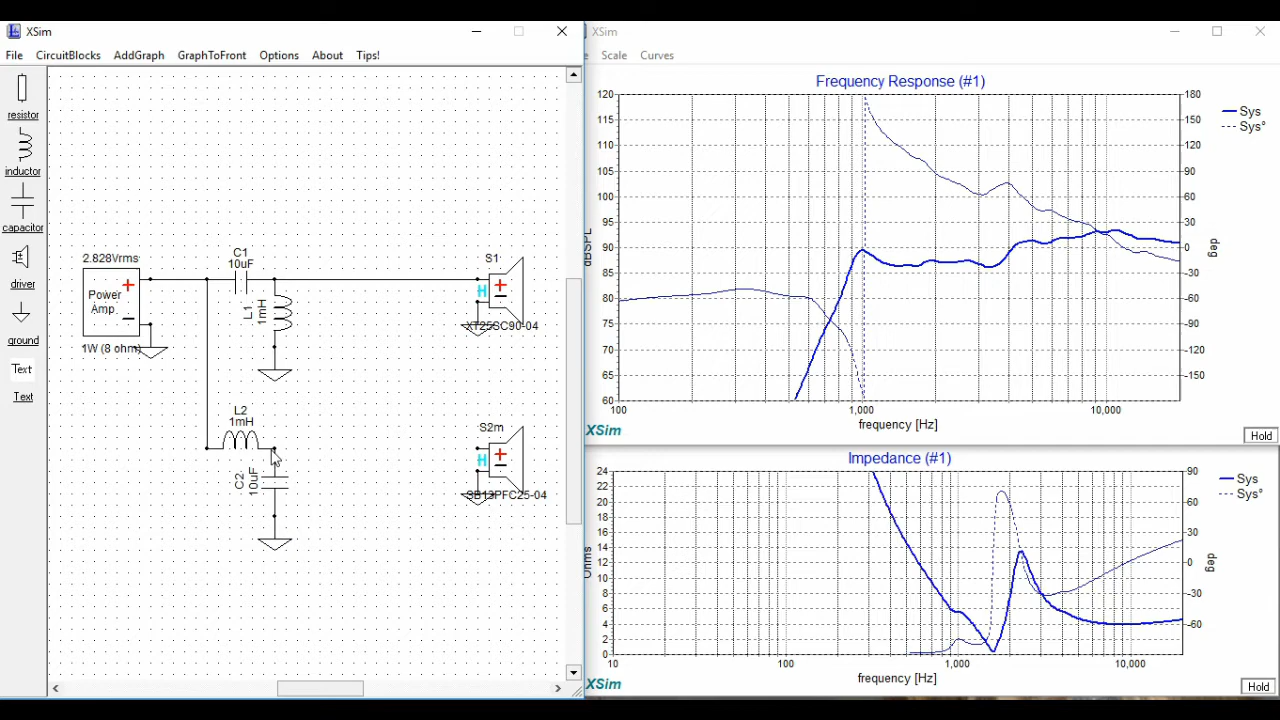 XSim
File CircuitBlocks AddGraph GraphToFront Options About Tips!
resistor
inductor
capacitor
driver
ground
Text
Text
2.828Vrms
Power
Amp
1W (8 ohm)
C1
10uF
L1
1mH
S1
XT25SC90-04
L2
1mH
C2
10uF
S2m
SB13PFC25-04
XSim
Scale Curves
Frequency Response (#1)
120
115
110
105
100
95
90
85
80
75
70
65
60
dBSPL
180
150
120
90
60
30
0
-30
-60
-90
-120
-150
deg
Sys
Sys°
100 1,000 10,000
frequency [Hz]
XSim
Hold
Impedance (#1)
24
22
20
18
16
14
12
10
8
6
4
2
0
Ohms
90
60
30
0
-30
-60
deg
Sys
Sys°
10 100 1,000 10,000
frequency [Hz]
XSim
Hold